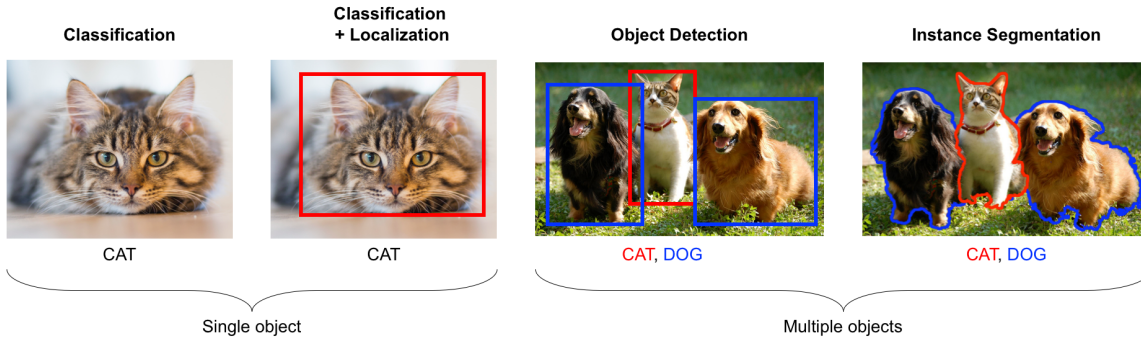 Classification
Classification
+ Localization
Object Detection
Instance Segmentation
CAT
CAT
CAT, DOG
CAT, DOG
Single object
Multiple objects